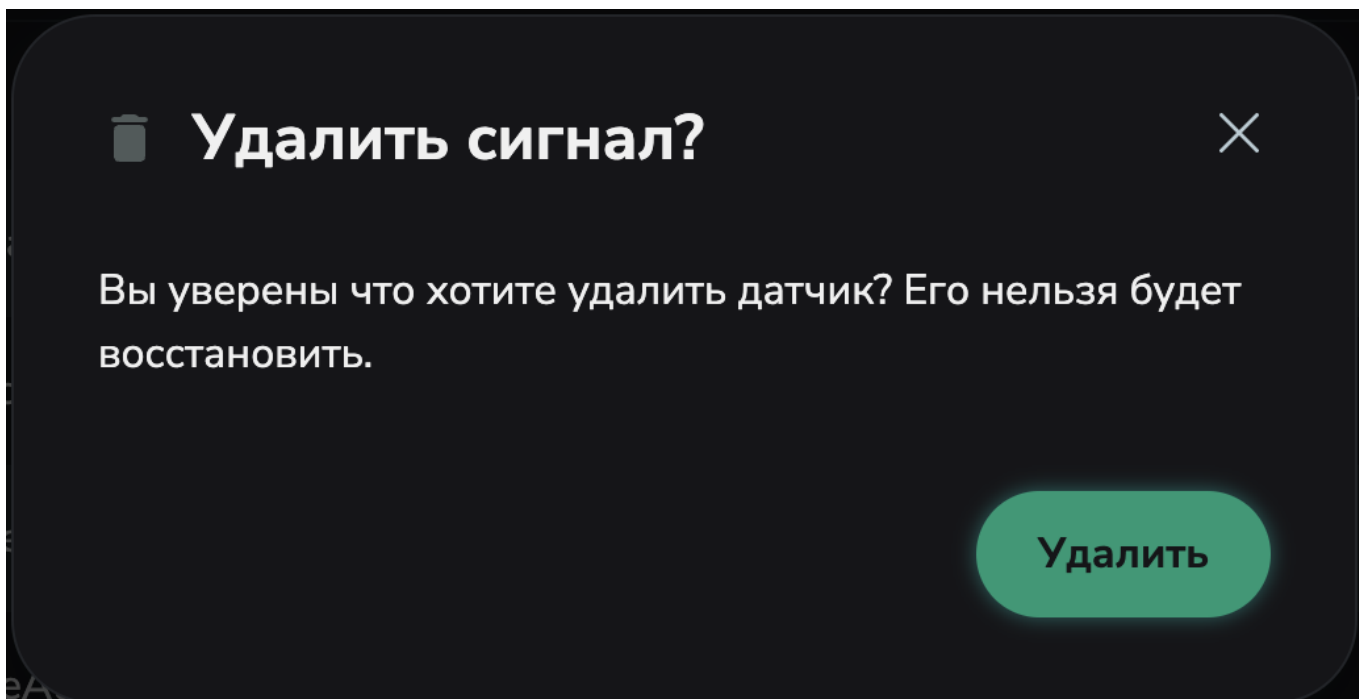 Удалить сигнал?
Вы уверены что хотите удалить датчик? Его нельзя будет
восстановить.
Удалить